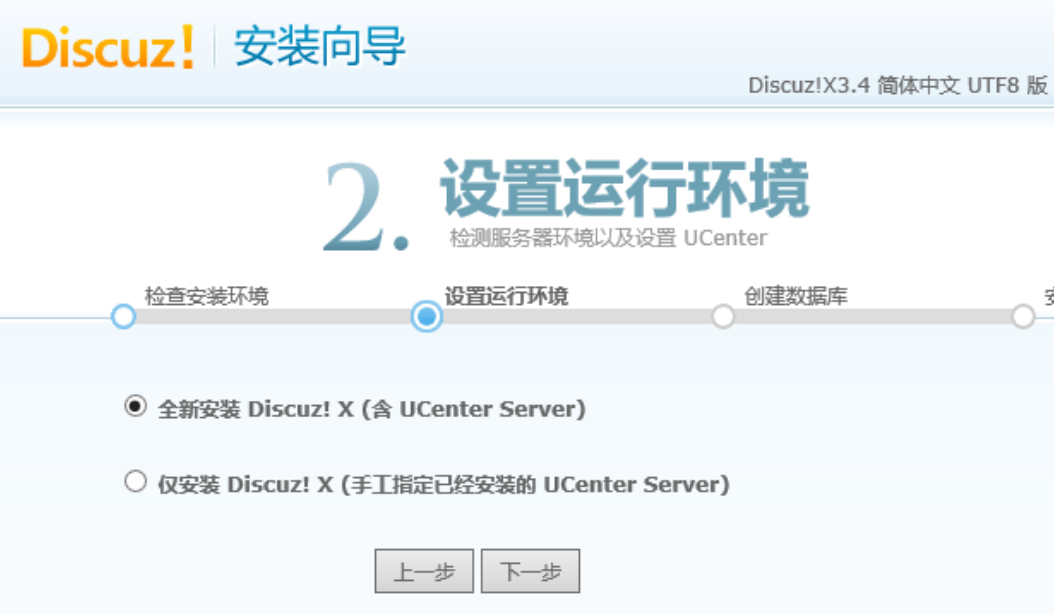 Discuz! 安装向导
Discuz!X3.4 简体中文 UTF8 版
2. 设置运行环境
检测服务器环境以及设置 UCenter
检查安装环境 设置运行环境 创建数据库
全新安装 Discuz! X (含 UCenter Server)
仅安装 Discuz! X (手工指定已经安装的 UCenter Server)
上一步 下一步